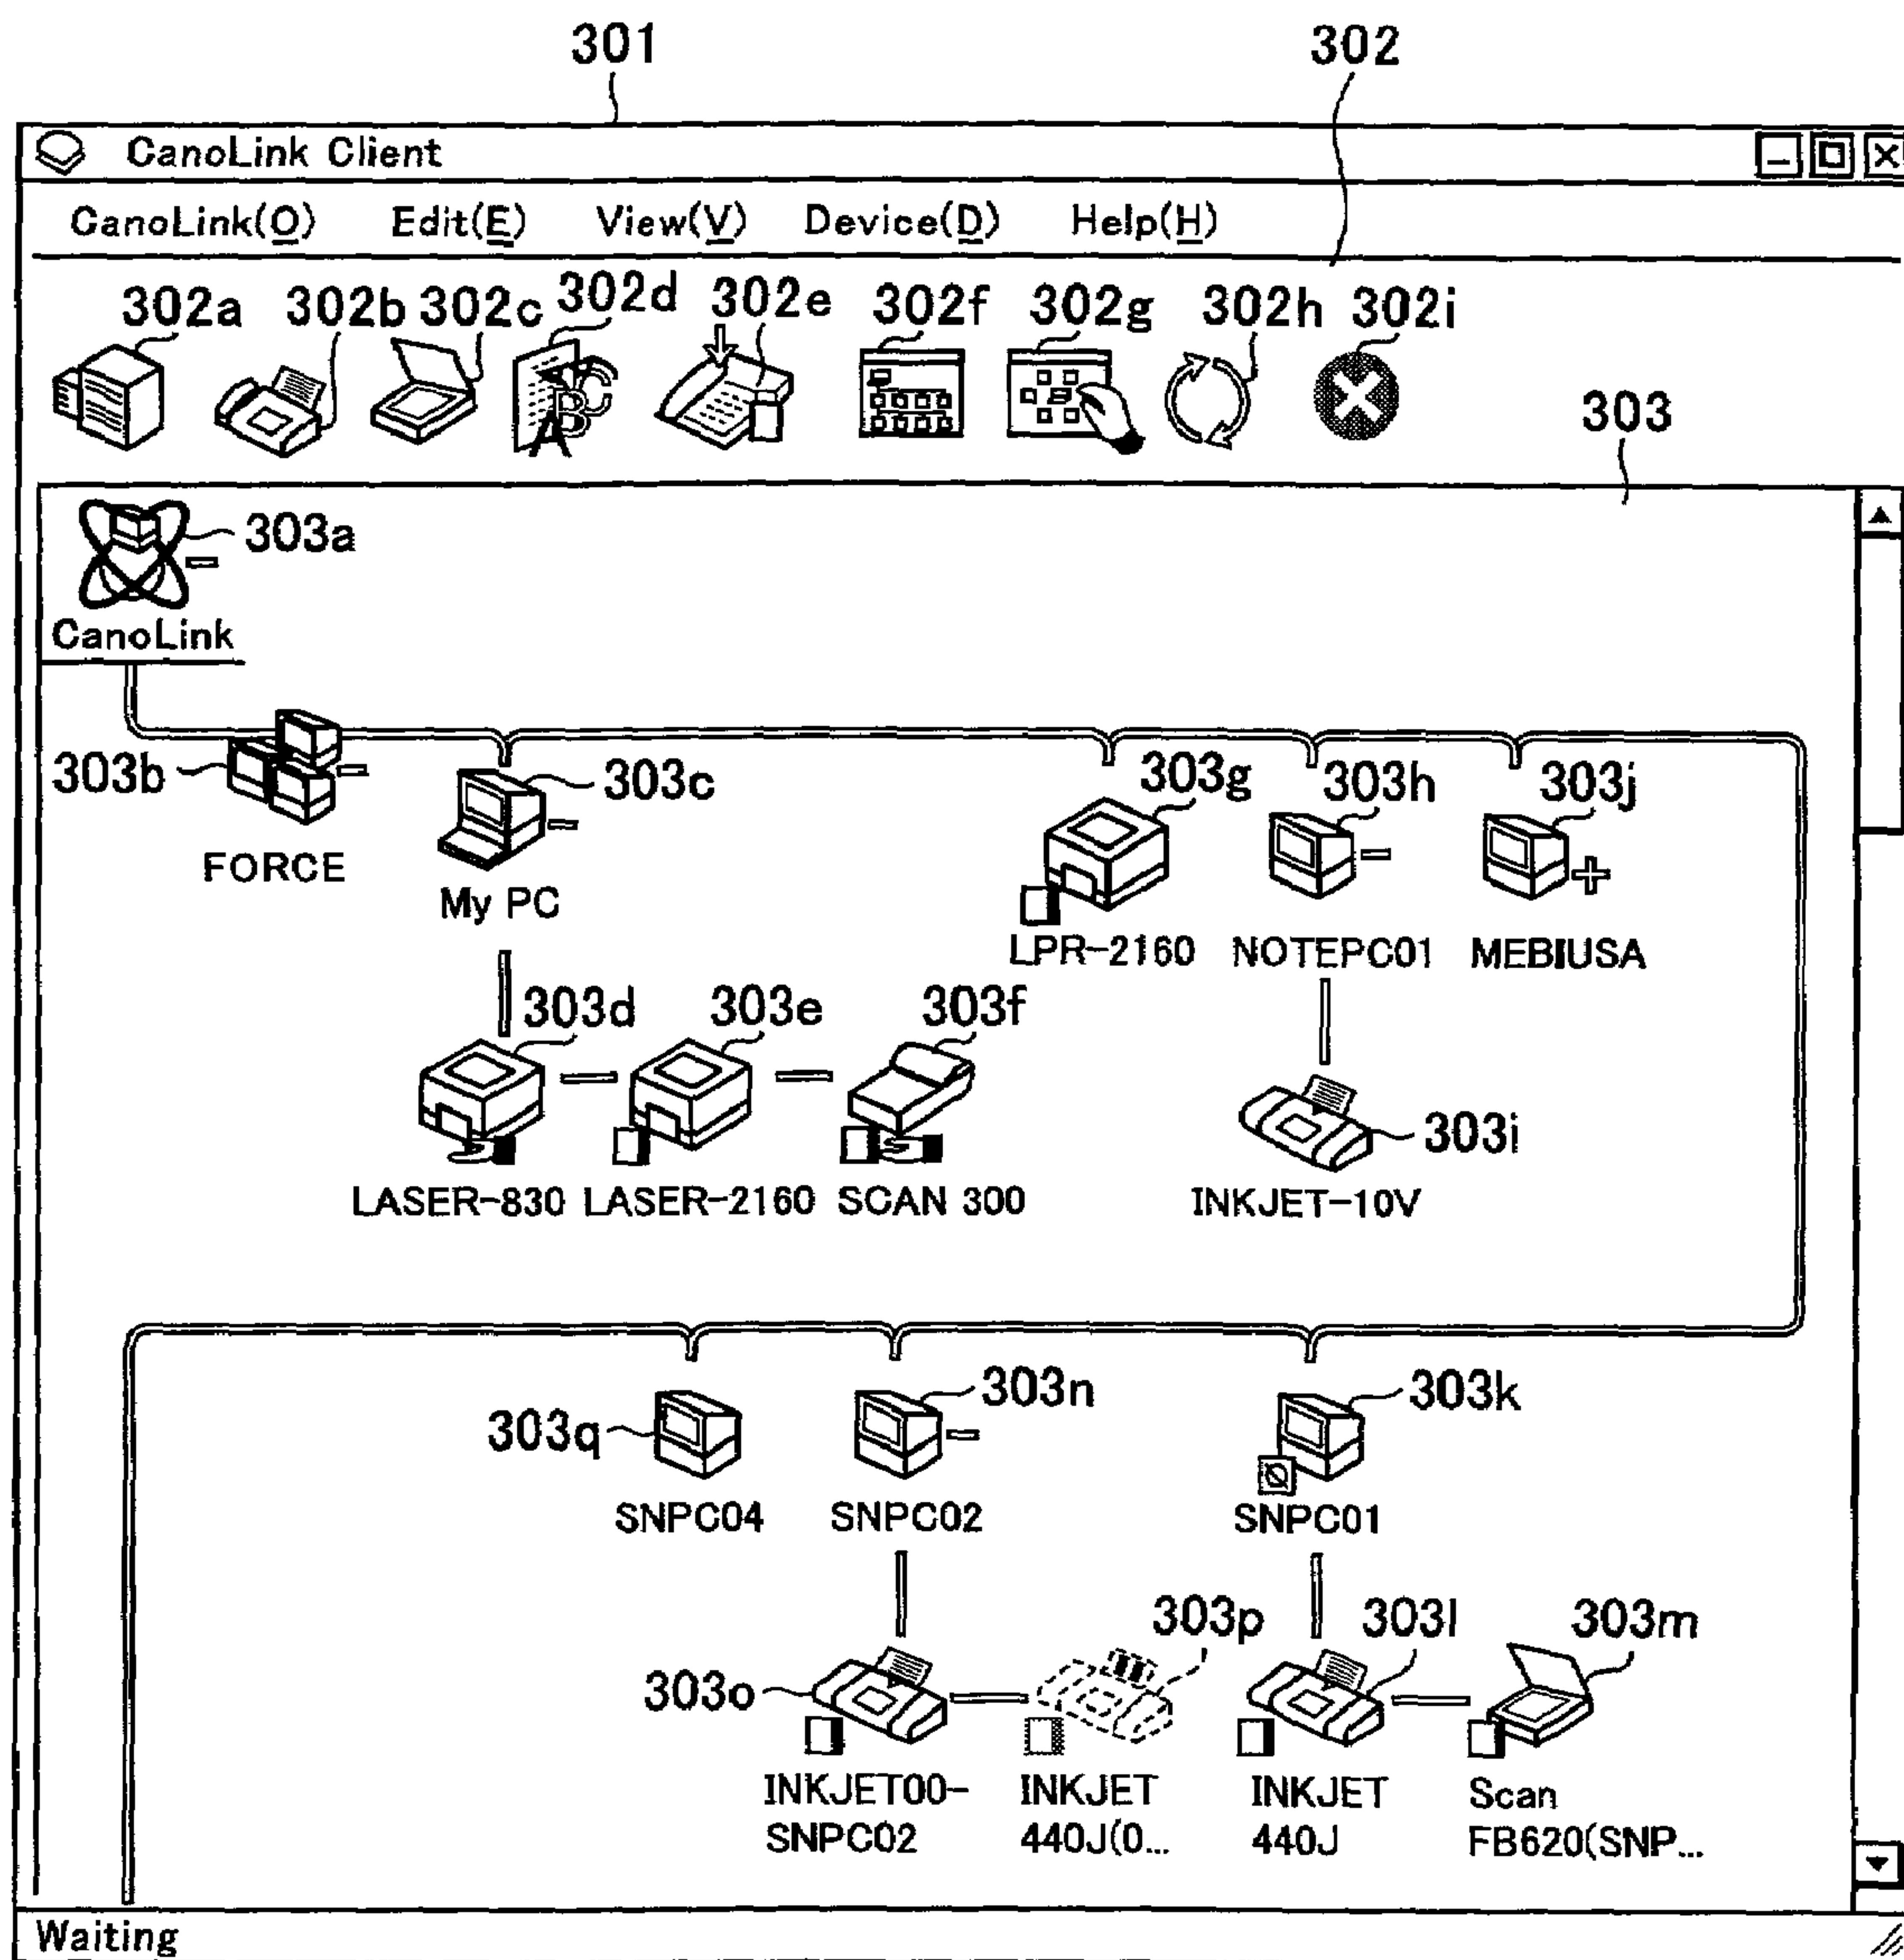 301 302
CanoLink Client
CanoLink(O) Edit(E) View(V) Device(D) Help(H)
302a 302b 302c 302d 302e 302f 302g 302h 302i
ABC
303
303a
CanoLink
303b 303c 303g 303h 303j
FORCE
My PC
LPR-2160 NOTEPC01 MEBIUSA
303d 303e 303f
303i
LASER-830 LASER-2160 SCAN 300 INKJET-10V
303q 303n 303k
SNPC04 SNPC02 SNPC01
303o 303p 303l 303m
INKJET00- INKJET INKJET Scan
SNPC02 440J(0... 440J FB620(SNP...
Waiting